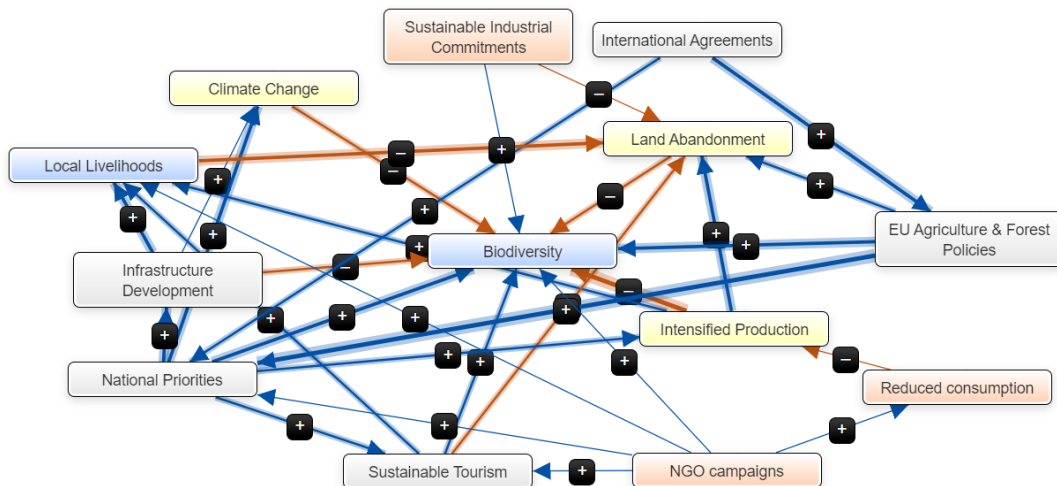 Sustainable Industrial
Commitments
International Agreements
Climate Change
−
+
Land Abandonment
−
+
−
Local Livelihoods
−
+
+
−
+
+
+
+
EU Agriculture & Forest
Policies
+
+
Biodiversity
+
Infrastructure
Development
−
−
+
+
+
+
Intensified Production
+
+
+
+
+
−
National Priorities
Reduced consumption
+
+
+
Sustainable Tourism
+
NGO campaigns